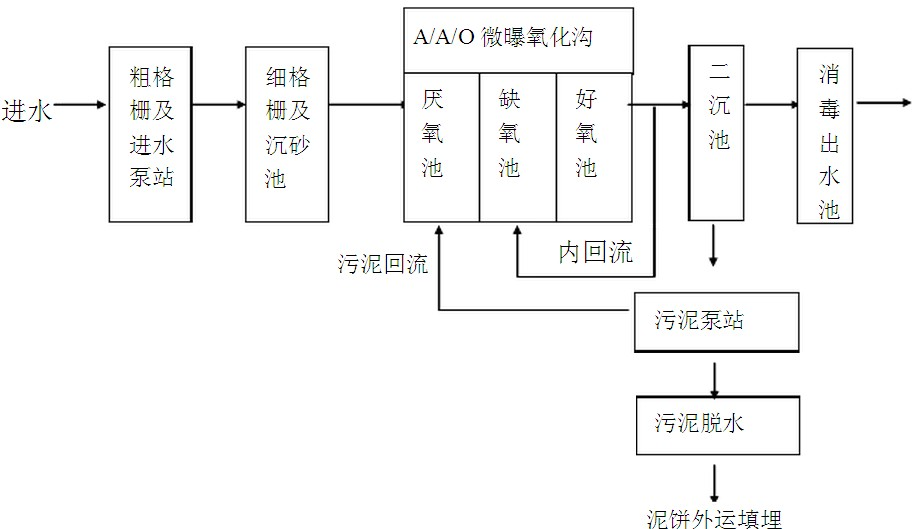 A/A/O 微曝氧化沟
进水
粗格
栅及
进水
泵站
细格
栅及
沉砂
池
厌
氧
池
缺
氧
池
好
氧
池
二
沉
池
消
毒
出
水
池
污泥回流
内回流
污泥泵站
污泥脱水
泥饼外运填埋